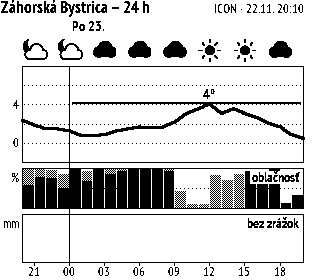 Záhorská Bystrica – 24 h
ICON - 22.11. 20:10
Po 23.
4°
4
0
%
oblačnosť
mm
bez zrážok
21 00 03 06 09 12 15 18